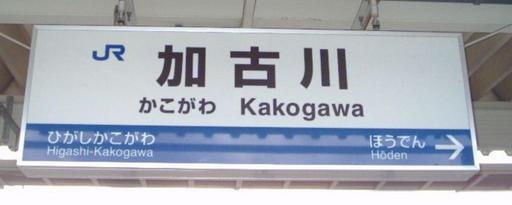 JR
加古川
かこがわ Kakogawa
ひがしかこがわ ほうでん
Higashi-Kakogawa Hōden